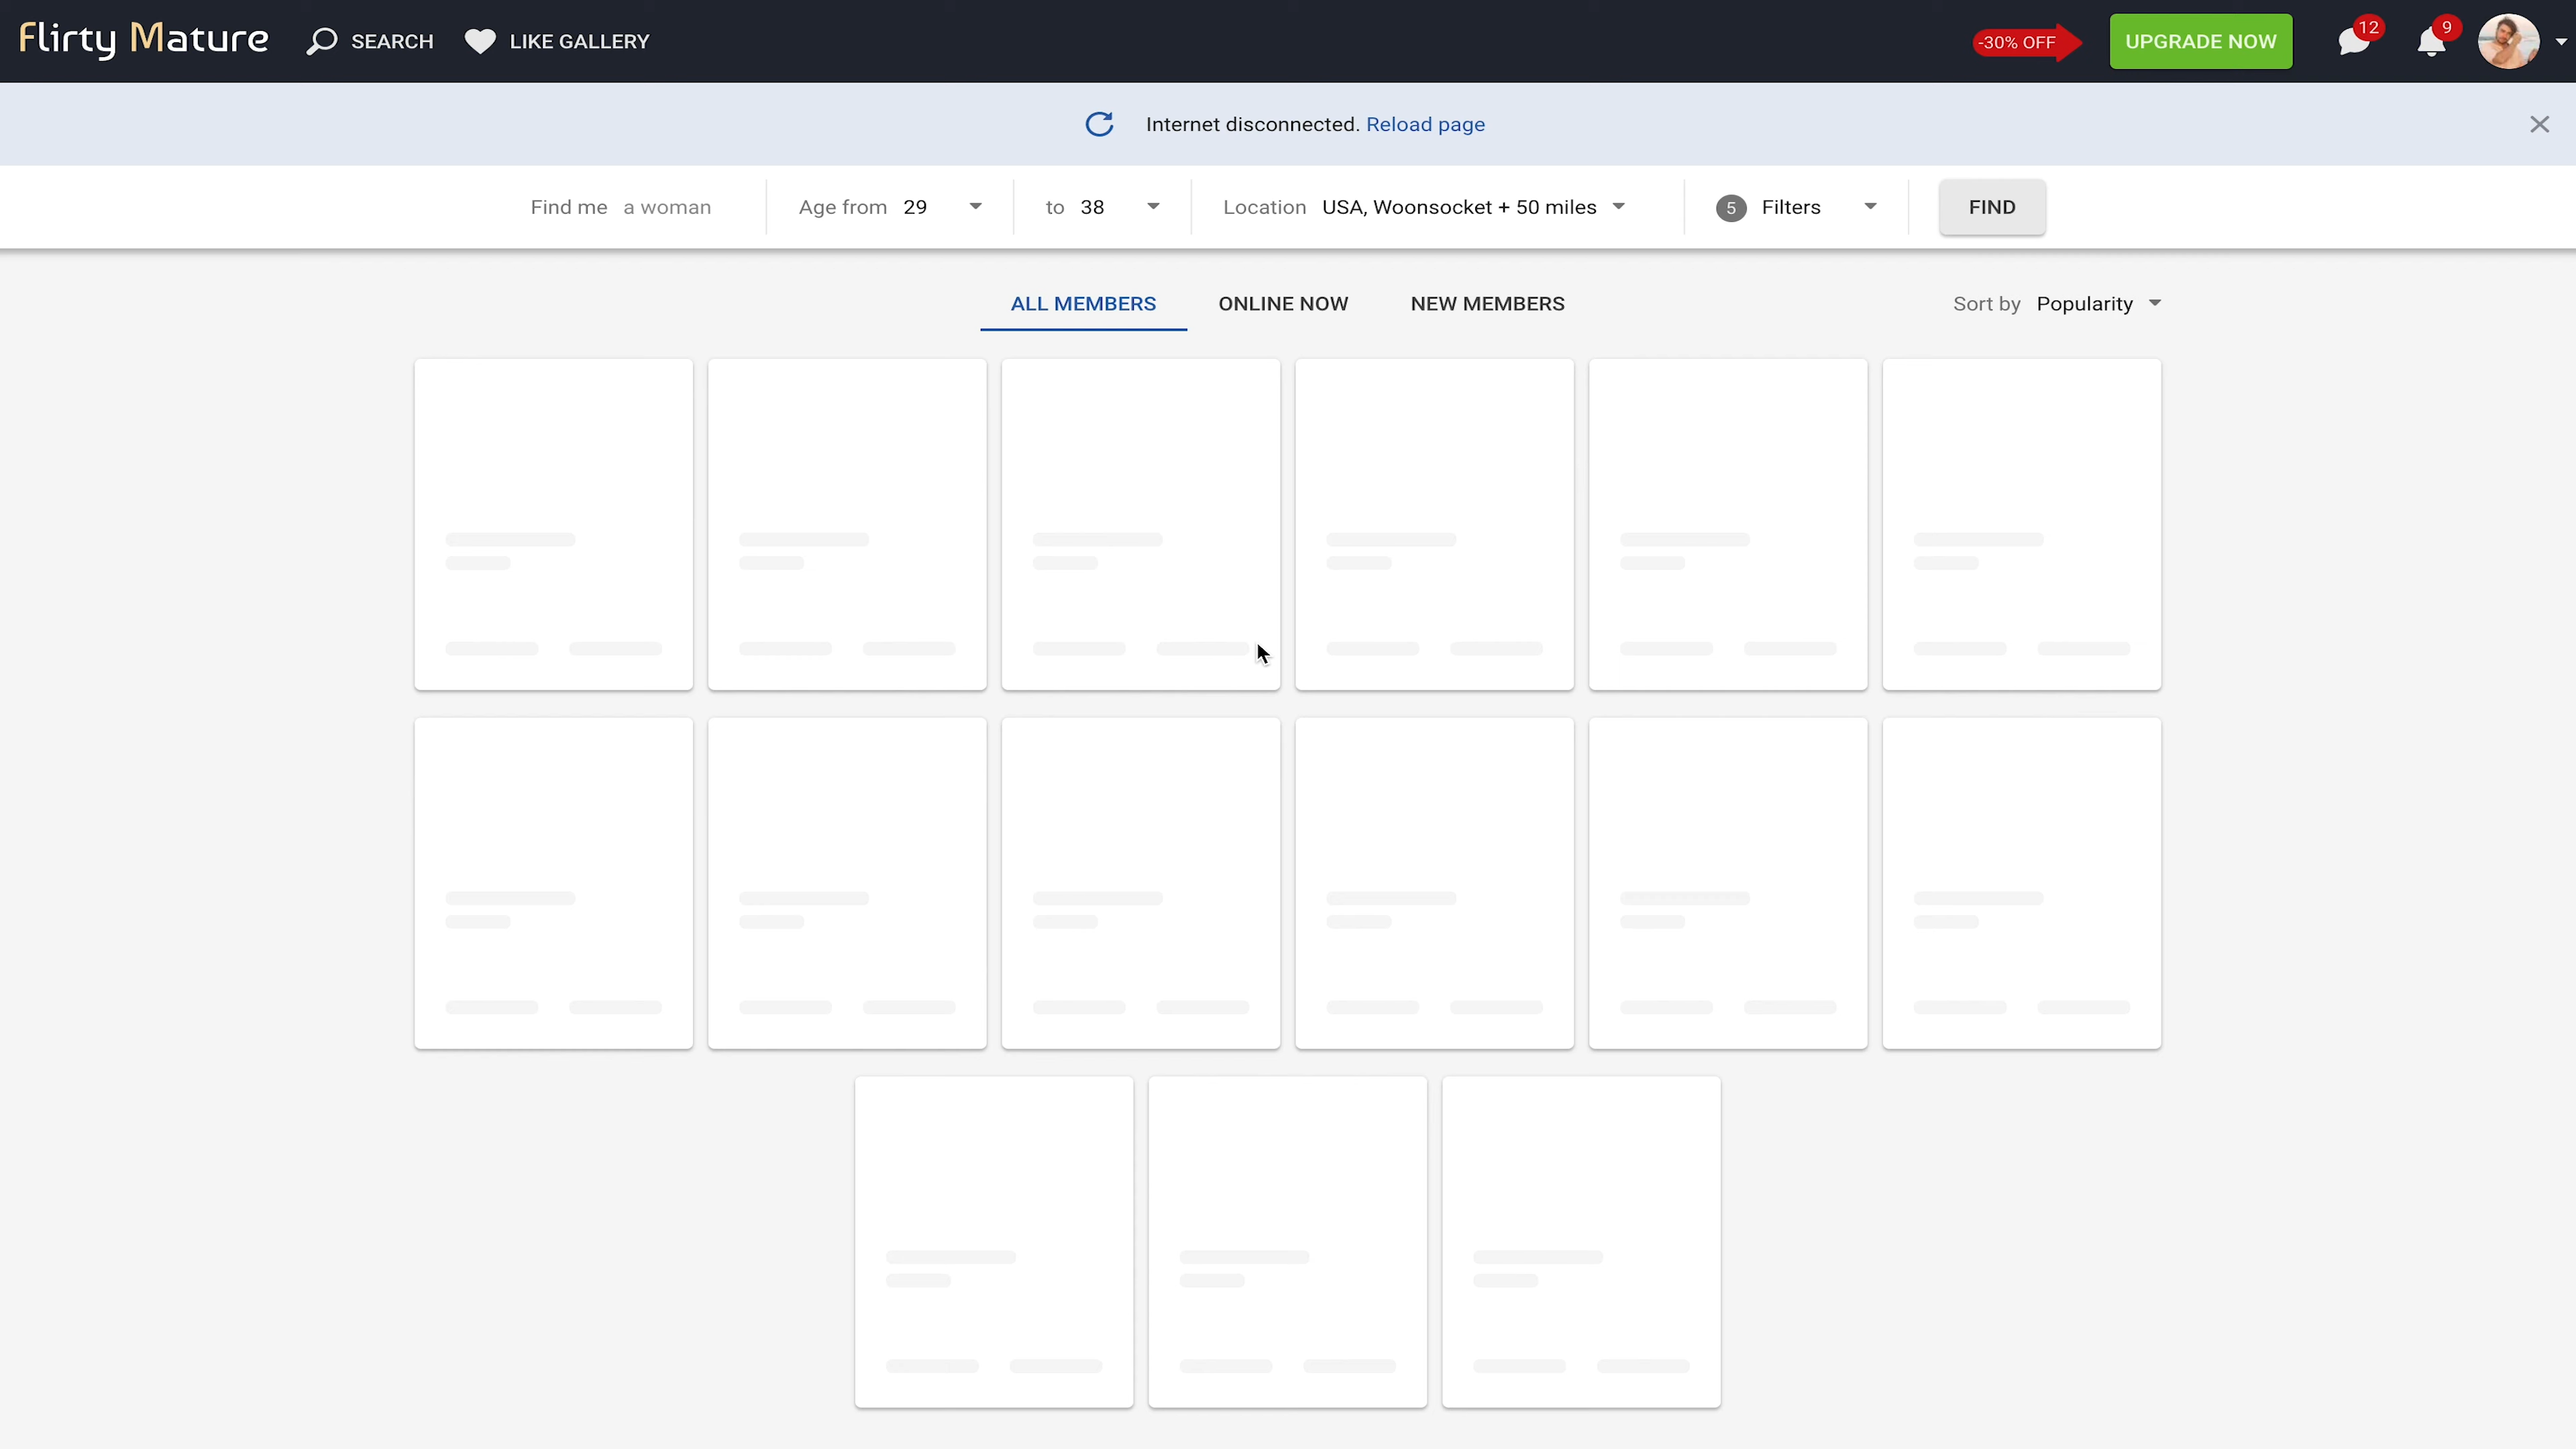 Flirty Mature SEARCH LIKE GALLERY -30% OFF UPGRADE NOW 12 9
Internet disconnected. Reload page
Find me a woman Age from 29 to 38 Location USA, Woonsocket + 50 miles 5 Filters FIND
ALL MEMBERS ONLINE NOW NEW MEMBERS Sort by Popularity